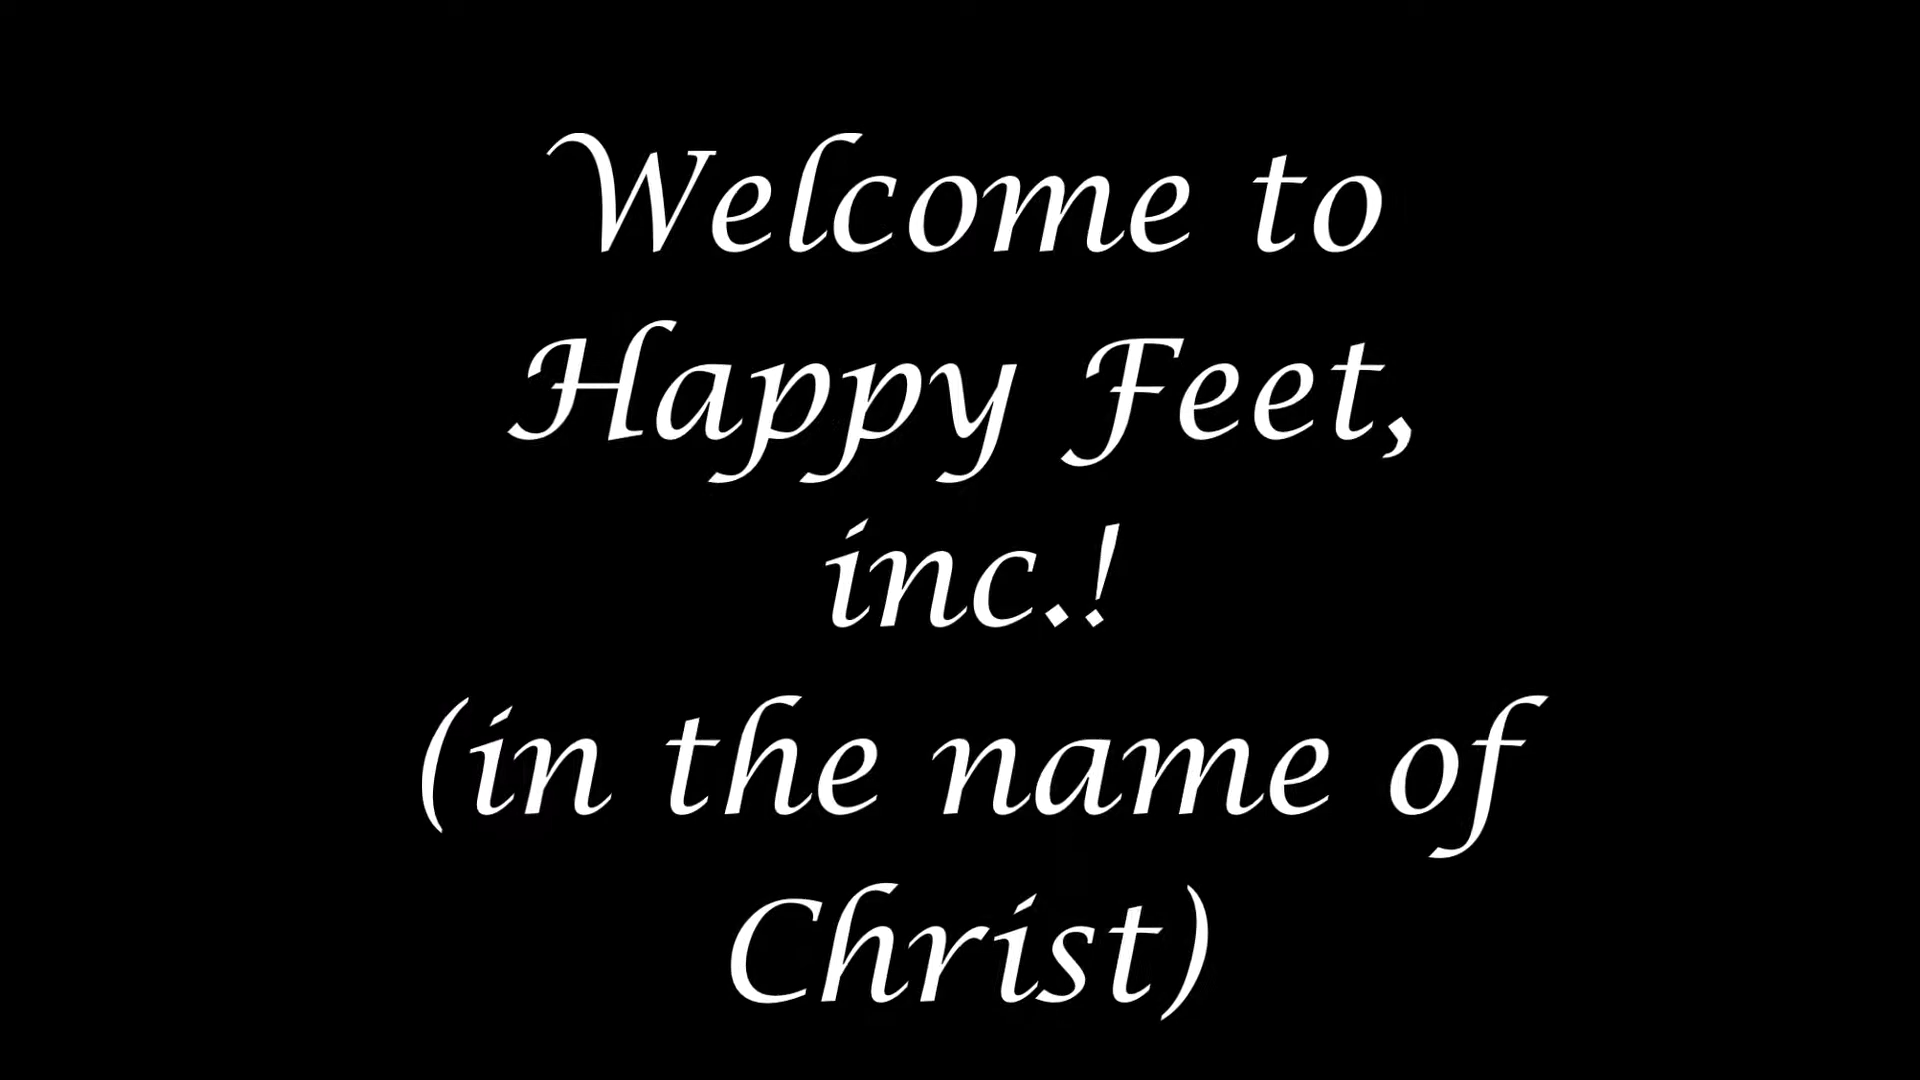 Welcome to
Happy Feet,
inc.!
(in the name of
Christ)